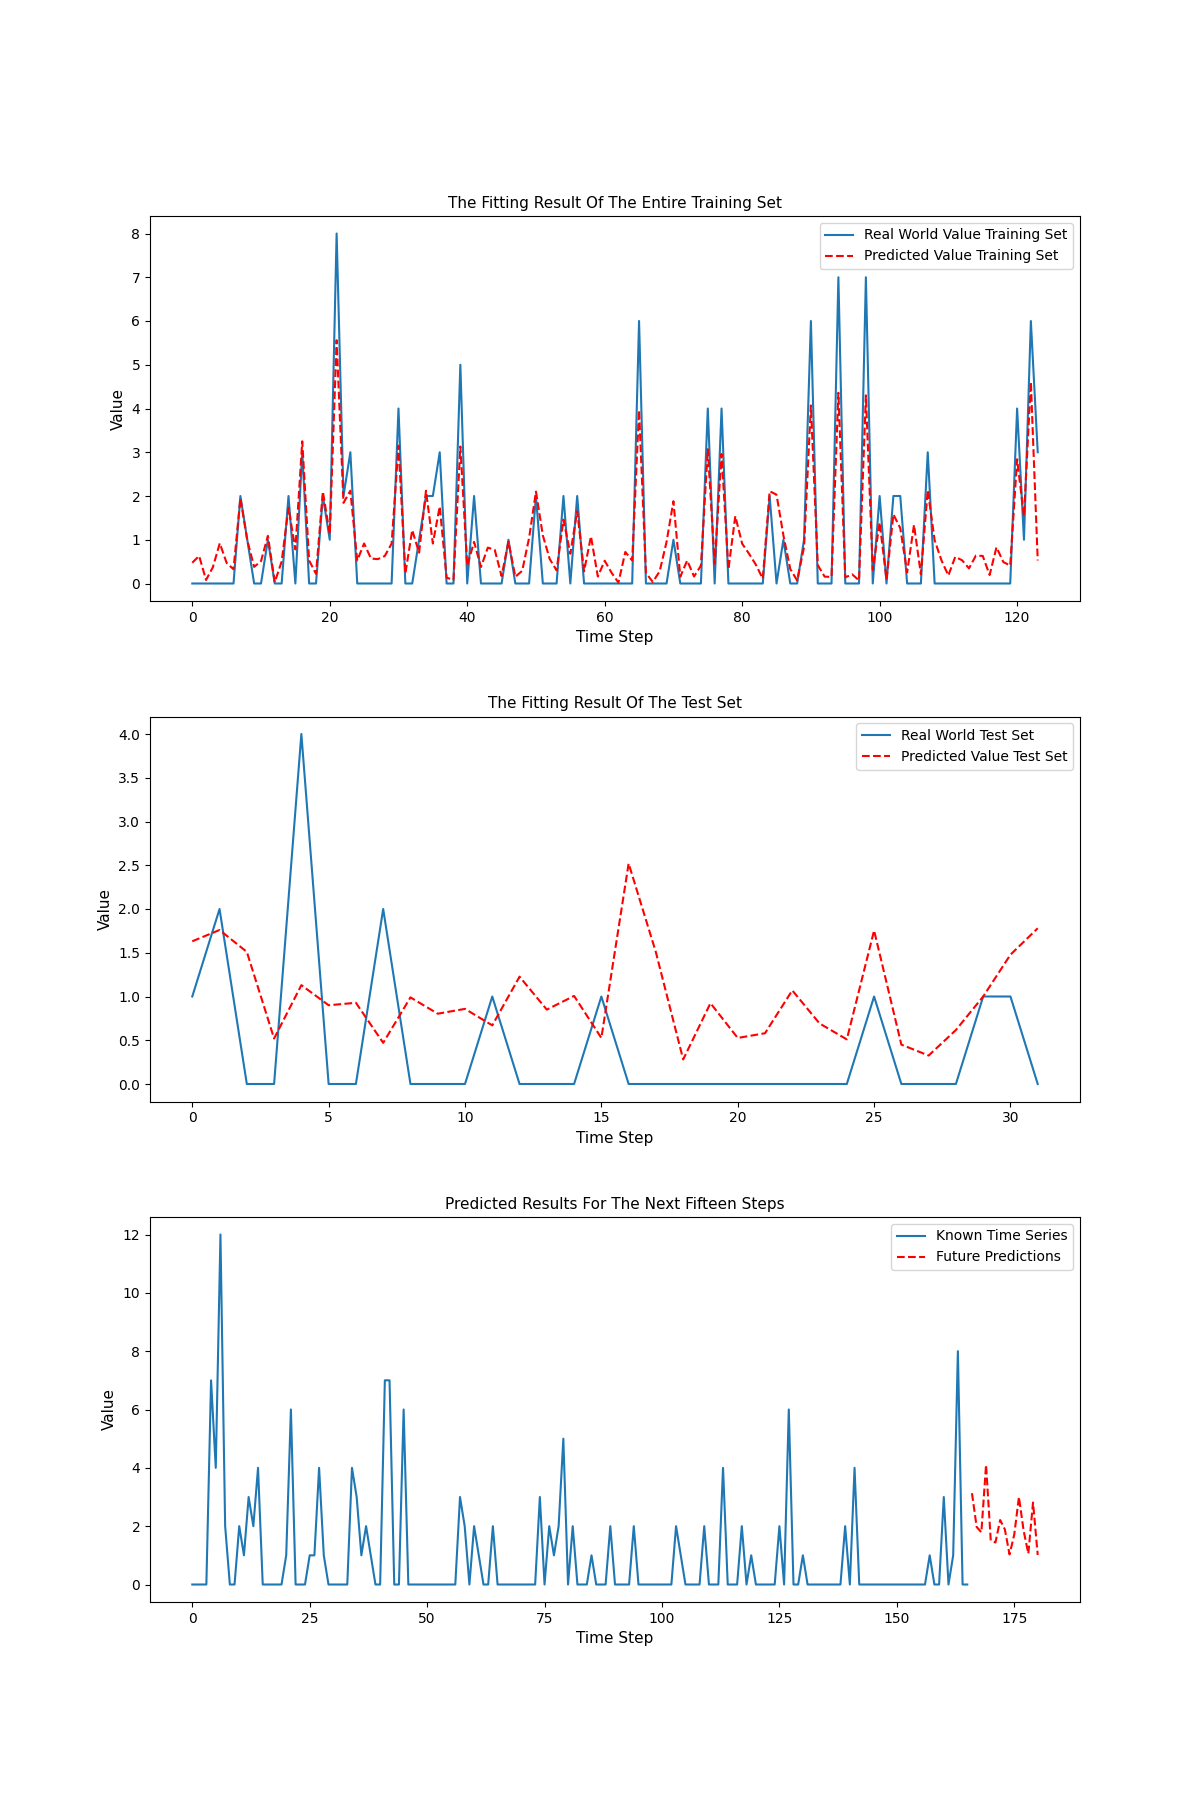 The Fitting Result Of The Entire Training Set
Real World Value Training Set
Predicted Value Training Set
8
7
6
5
4
3
2
1
0
Value
0 20 40 60 80 100 120
Time Step
The Fitting Result Of The Test Set
Real World Test Set
Predicted Value Test Set
4.0
3.5
3.0
2.5
2.0
1.5
1.0
0.5
0.0
Value
0 5 10 15 20 25 30
Time Step
Predicted Results For The Next Fifteen Steps
Known Time Series
Future Predictions
12
10
8
6
4
2
0
Value
0 25 50 75 100 125 150 175
Time Step